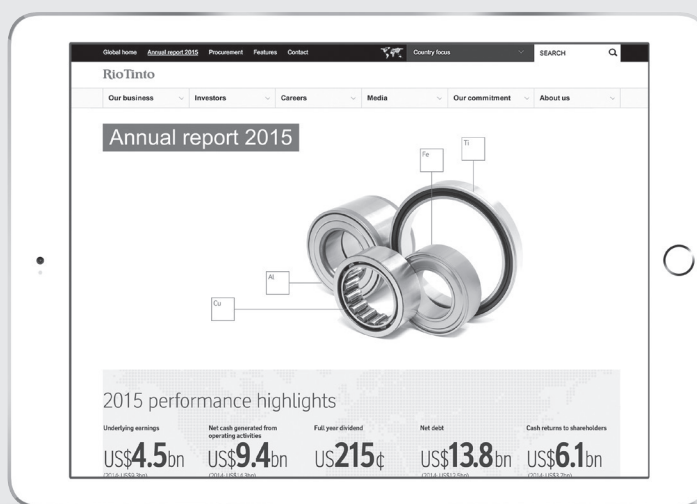 Global home Annual report 2015 Procurement Features Contact Country focus SEARCH
RioTinto
Our business Investors Careers Media Our commitment About us
Annual report 2015
Ti
Fe
Al
Cu
2015 performance highlights
Underlying earnings
US$4.5bn
Net cash generated from
operating activities
US$9.4bn
Full year dividend
US215¢
Net debt
US$13.8bn
Cash returns to shareholders
US$6.1bn